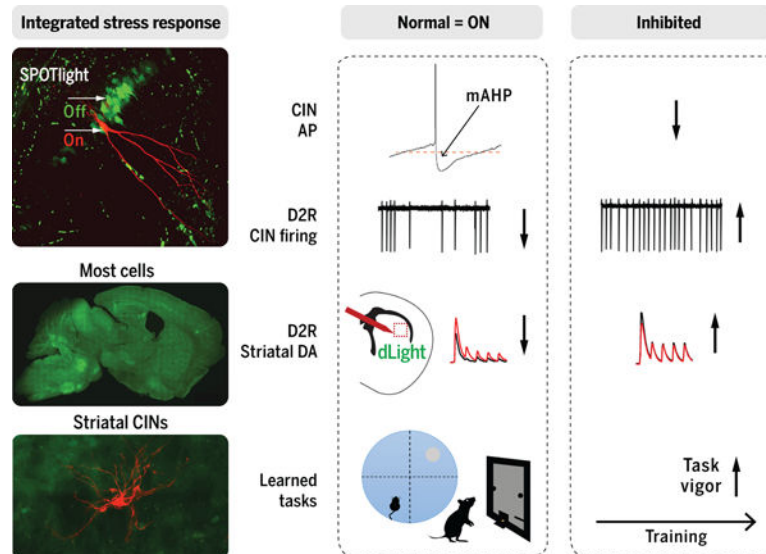 Integrated stress response
Normal = ON
Inhibited
SPOTlight
Off
On
CIN
AP
mAHP
D2R
CIN firing
Most cells
D2R
Striatal DA
dLight
Striatal CINs
Learned
tasks
Task
vigor
Training